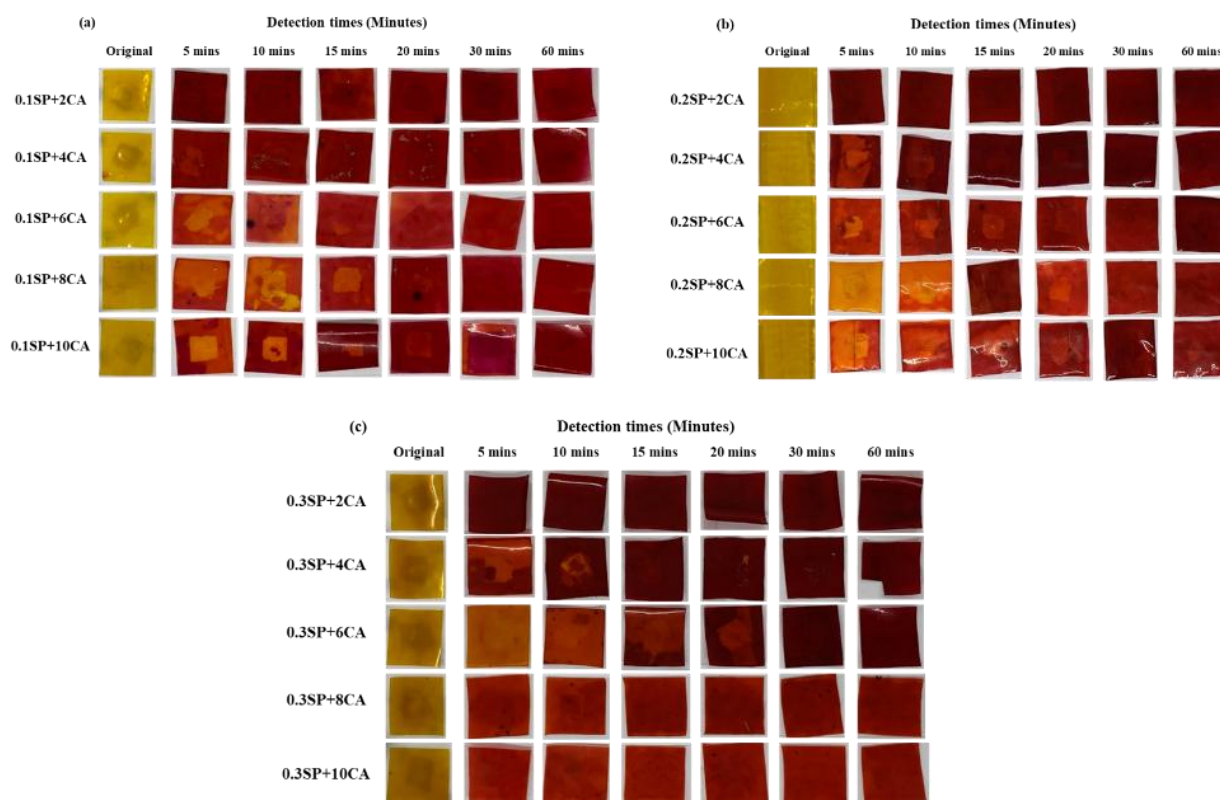 (a) Detection times (Minutes)
Original 5 mins 10 mins 15 mins 20 mins 30 mins 60 mins
0.1SP+2CA
0.1SP+4CA
0.1SP+6CA
0.1SP+8CA
0.1SP+10CA
(b) Detection times (Minutes)
Original 5 mins 10 mins 15 mins 20 mins 30 mins 60 mins
0.2SP+2CA
0.2SP+4CA
0.2SP+6CA
0.2SP+8CA
0.2SP+10CA
(c) Detection times (Minutes)
Original 5 mins 10 mins 15 mins 20 mins 30 mins 60 mins
0.3SP+2CA
0.3SP+4CA
0.3SP+6CA
0.3SP+8CA
0.3SP+10CA